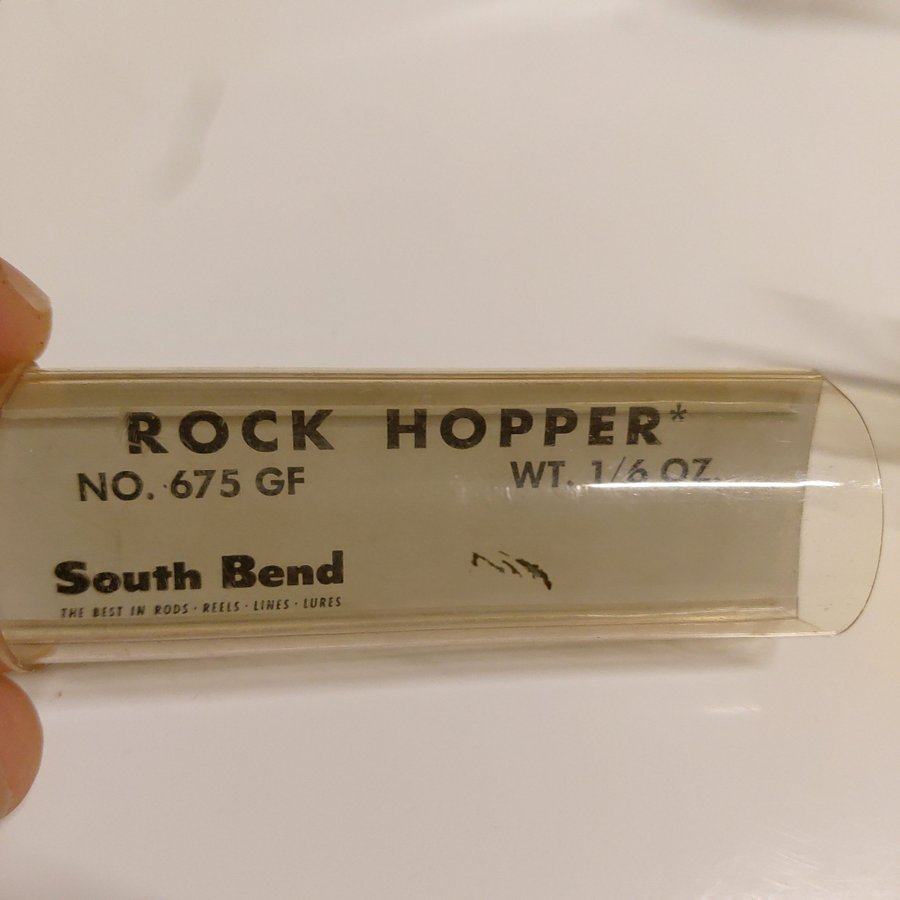 ROCK HOPPER*
NO. 675 GF WT. 1/6 OZ.
South Bend
THE BEST IN RODS · REELS · LINES · LURES